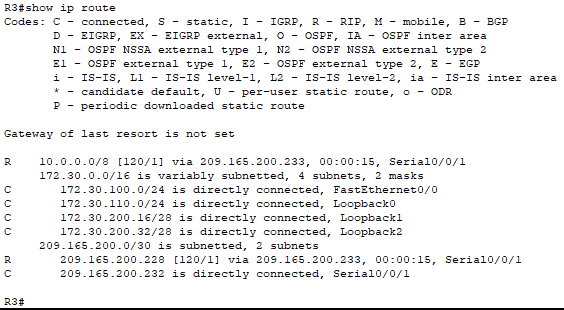 R3#show ip route
Codes: C - connected, S - static, I - IGRP, R - RIP, M - mobile, B - BGP
D - EIGRP, EX - EIGRP external, O - OSPF, IA - OSPF inter area
N1 - OSPF NSSA external type 1, N2 - OSPF NSSA external type 2
E1 - OSPF external type 1, E2 - OSPF external type 2, E - EGP
i - IS-IS, L1 - IS-IS level-1, L2 - IS-IS level-2, ia - IS-IS inter area
* - candidate default, U - per-user static route, o - ODR
P - periodic downloaded static route
Gateway of last resort is not set
R 10.0.0.0/8 [120/1] via 209.165.200.233, 00:00:15, Serial0/0/1
172.30.0.0/16 is variably subnetted, 4 subnets, 2 masks
C 172.30.100.0/24 is directly connected, FastEthernet0/0
C 172.30.110.0/24 is directly connected, Loopback0
C 172.30.200.16/28 is directly connected, Loopback1
C 172.30.200.32/28 is directly connected, Loopback2
209.165.200.0/30 is subnetted, 2 subnets
R 209.165.200.228 [120/1] via 209.165.200.233, 00:00:15, Serial0/0/1
C 209.165.200.232 is directly connected, Serial0/0/1
R3#